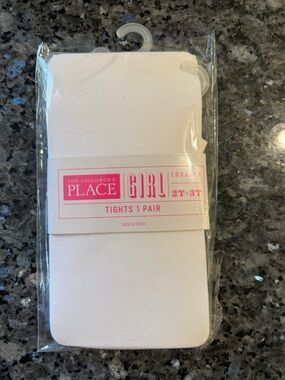 THE CHILDREN'S
PLACE
GIRL
TODDLER
2T-3T
TIGHTS 1 PAIR
MADE IN CHINA